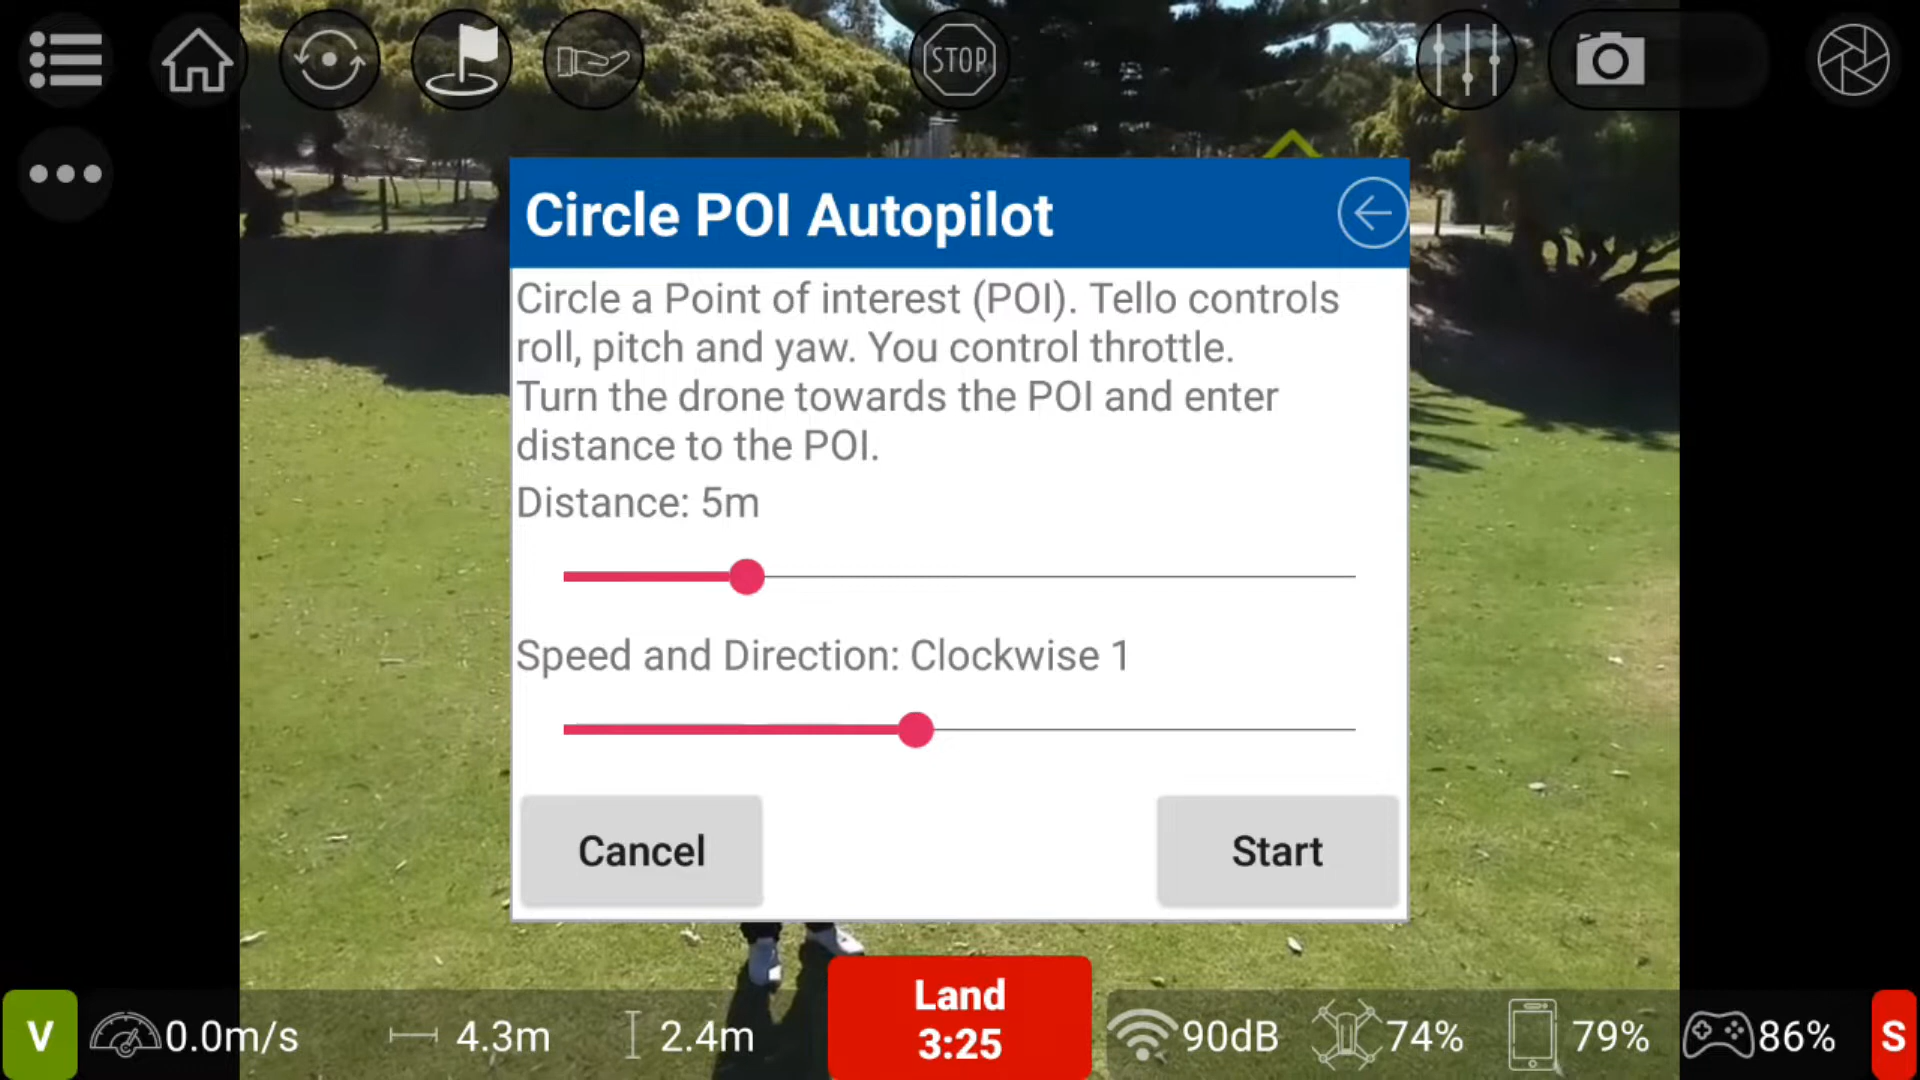 STOP
Circle POI Autopilot
Circle a Point of interest (POI). Tello controls
roll, pitch and yaw. You control throttle.
Turn the drone towards the POI and enter
distance to the POI.
Distance: 5m
Speed and Direction: Clockwise 1
Cancel
Start
V
0.0m/s
4.3m
2.4m
Land
3:25
90dB
74%
79%
86%
S